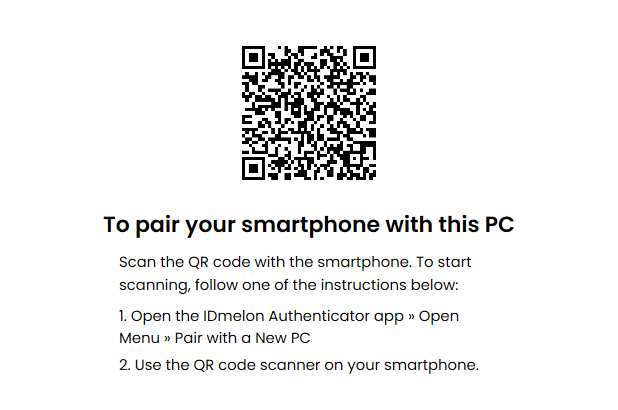 To pair your smartphone with this PC
Scan the QR code with the smartphone. To start
scanning, follow one of the instructions below:
1. Open the IDmelon Authenticator app » Open
Menu » Pair with a New PC
2. Use the QR code scanner on your smartphone.